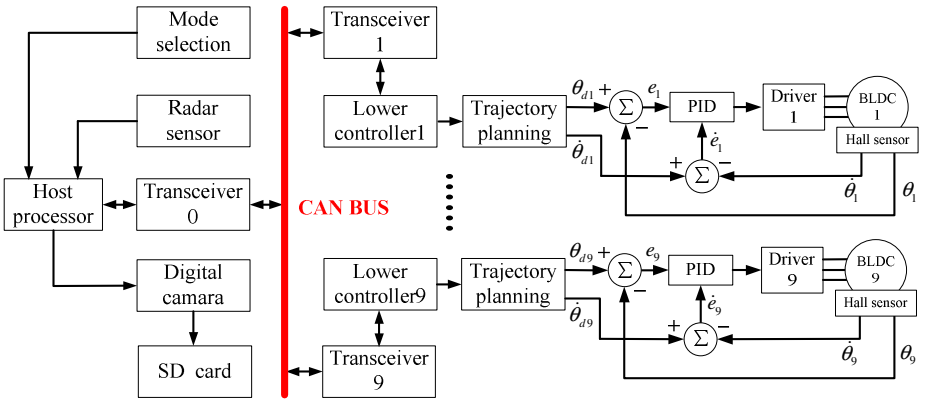 Mode
selection
Radar
sensor
Host
processor
Transceiver
0
Digital
camara
SD card
CAN BUS
Transceiver
1
Lower
controller1
Trajectory
planning
θd1
+
Σ
−
e1
PID
Driver
1
BLDC
1
Hall sensor
θ̇d1
+
Σ
−
ė1
θ̇1
θ1
Lower
controller9
Transceiver
9
Trajectory
planning
θd9
+
Σ
−
e9
PID
Driver
9
BLDC
9
Hall sensor
θ̇d9
+
Σ
−
ė9
θ̇9
θ9